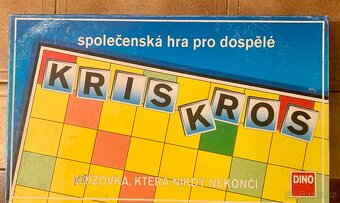 společenská hra pro dospělé
KRIS
KROS
KŘÍŽOVKA, KTERÁ NIKDY NEKONČÍ
DINO